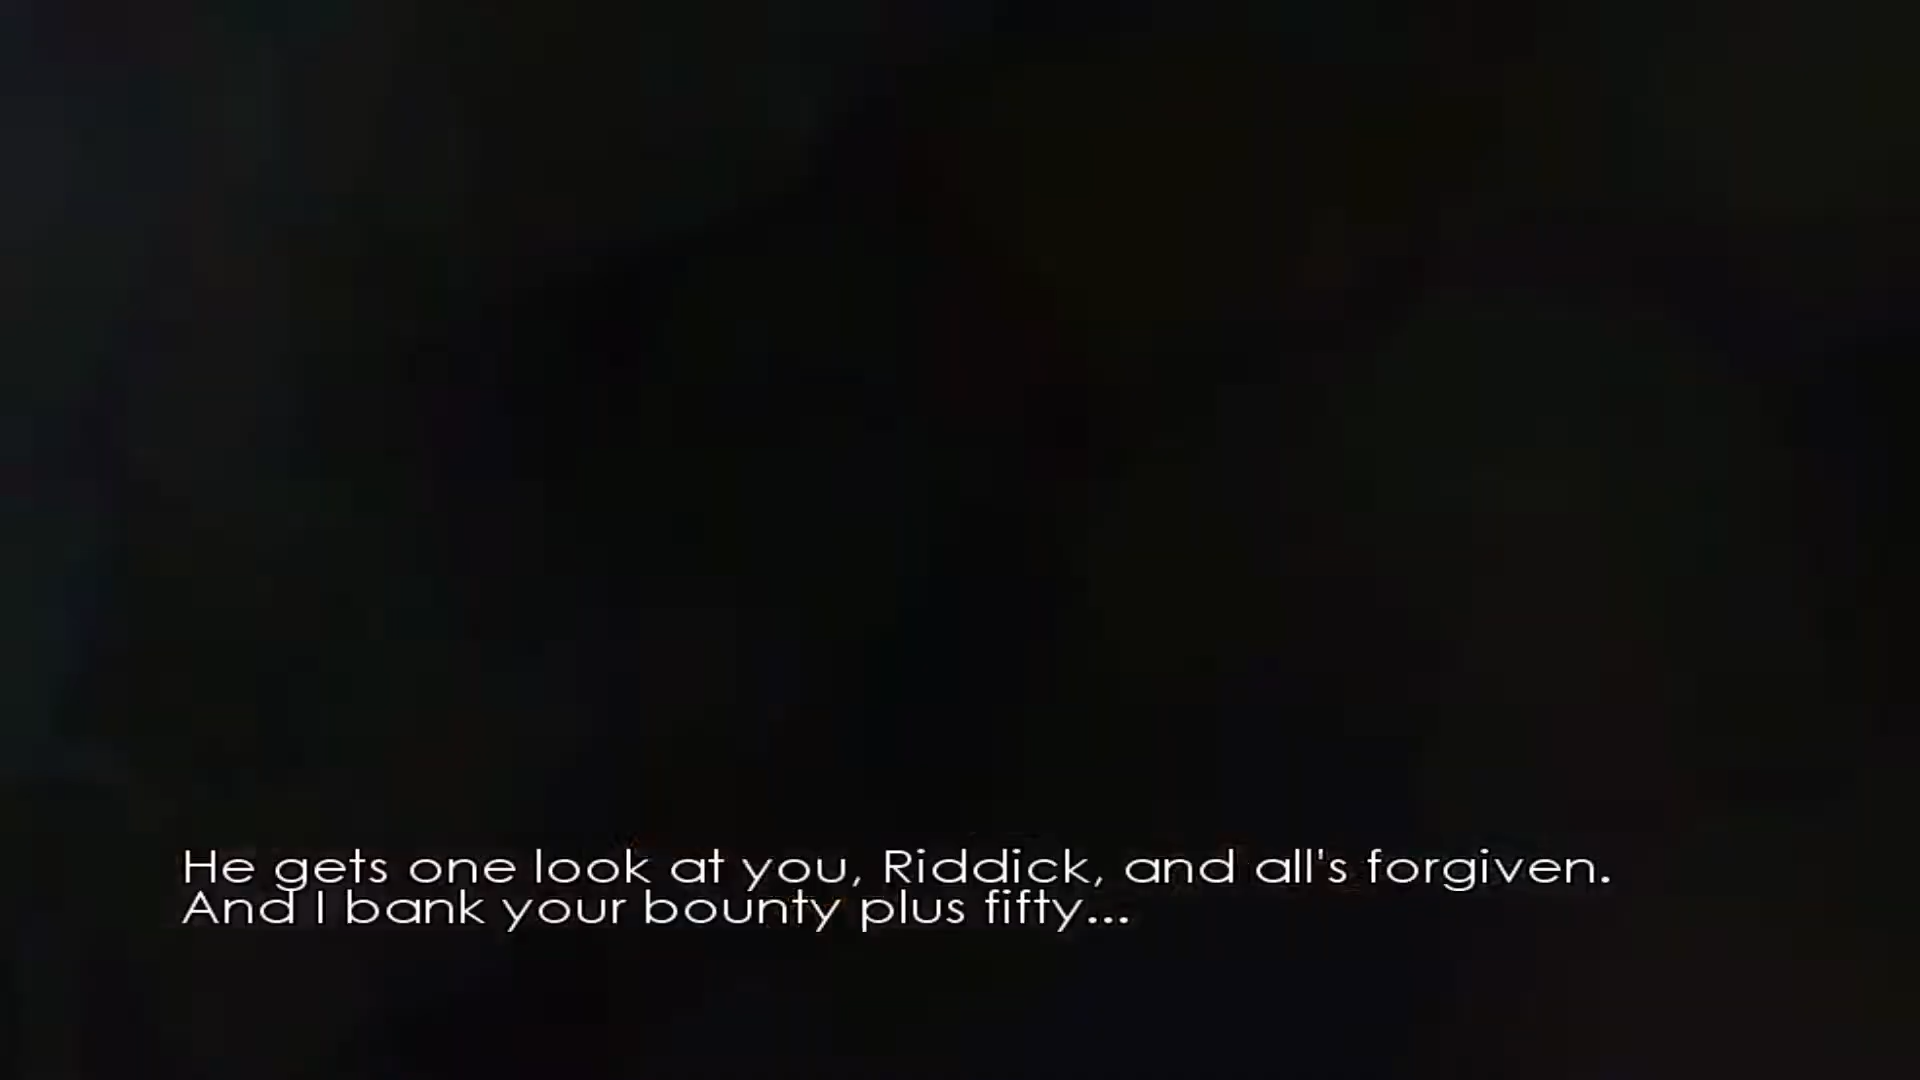 He gets one look at you, Riddick, and all's forgiven.
And I bank your bounty plus fifty...